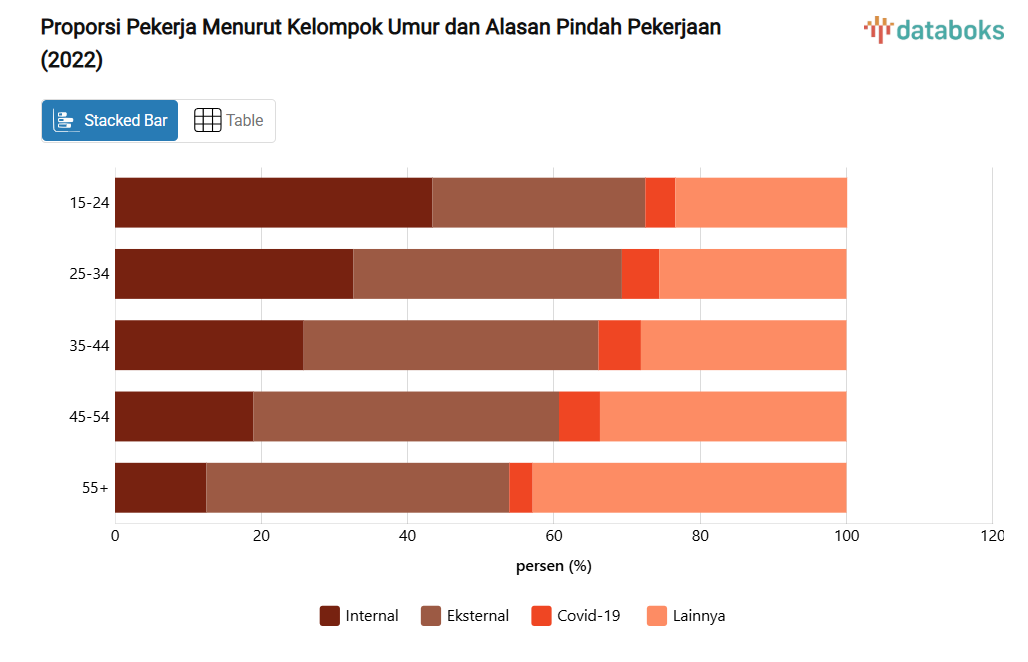 Proporsi Pekerja Menurut Kelompok Umur dan Alasan Pindah Pekerjaan
(2022)
databoks
Stacked Bar
Table
15-24
25-34
35-44
45-54
55+
0 20 40 60 80 100 120
persen (%)
Internal Eksternal Covid-19 Lainnya